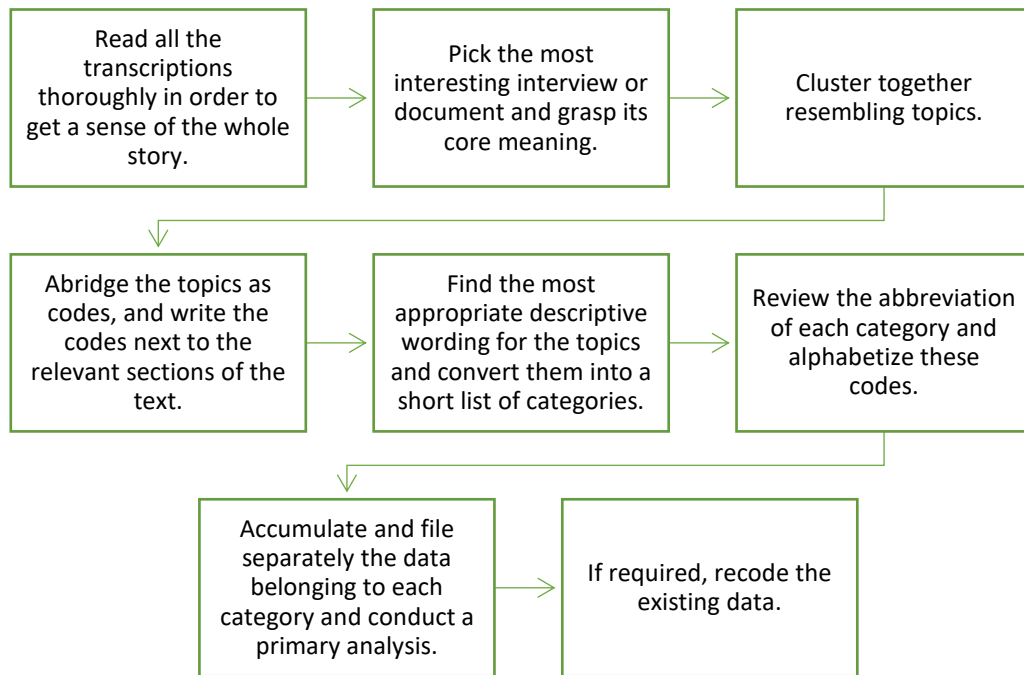 Read all the
transcriptions
thoroughly in order to
get a sense of the whole
story.
Pick the most
interesting interview or
document and grasp its
core meaning.
Cluster together
resembling topics.
Abridge the topics as
codes, and write the
codes next to the
relevant sections of the
text.
Find the most
appropriate descriptive
wording for the topics
and convert them into a
short list of categories.
Review the abbreviation
of each category and
alphabetize these
codes.
Accumulate and file
separately the data
belonging to each
category and conduct a
primary analysis.
If required, recode the
existing data.